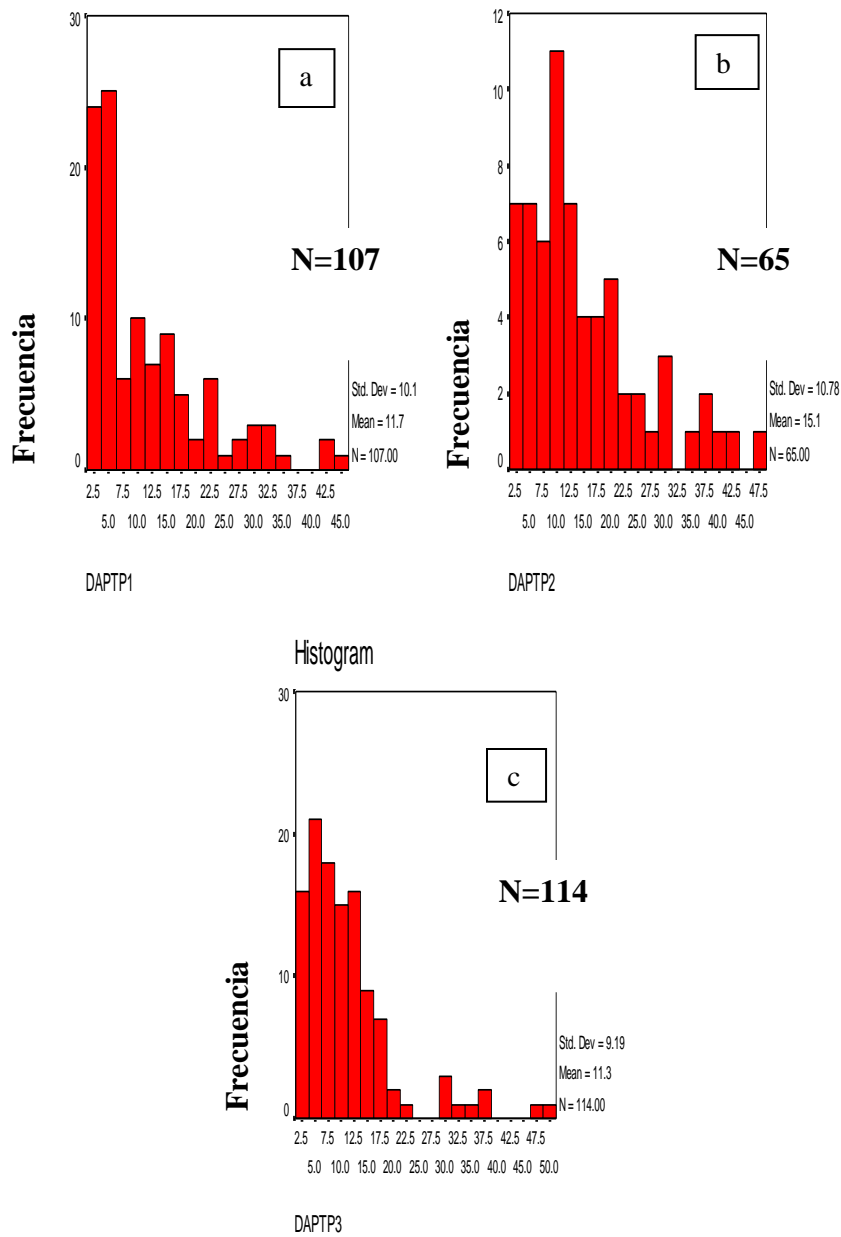 30
20
10
0
Frecuencia
a
N=107
Std. Dev = 10.1
Mean = 11.7
N = 107.00
2.5 7.5 12.5 17.5 22.5 27.5 32.5 37.5 42.5
5.0 10.0 15.0 20.0 25.0 30.0 35.0 40.0 45.0
DAPTP1
12
10
8
6
4
2
0
Frecuencia
b
N=65
Std. Dev = 10.78
Mean = 15.1
N = 65.00
2.5 7.5 12.5 17.5 22.5 27.5 32.5 37.5 42.5 47.5
5.0 10.0 15.0 20.0 25.0 30.0 35.0 40.0 45.0
DAPTP2
Histogram
30
20
10
0
Frecuencia
c
N=114
Std. Dev = 9.19
Mean = 11.3
N = 114.00
2.5 7.5 12.5 17.5 22.5 27.5 32.5 37.5 42.5 47.5
5.0 10.0 15.0 20.0 25.0 30.0 35.0 40.0 45.0 50.0
DAPTP3